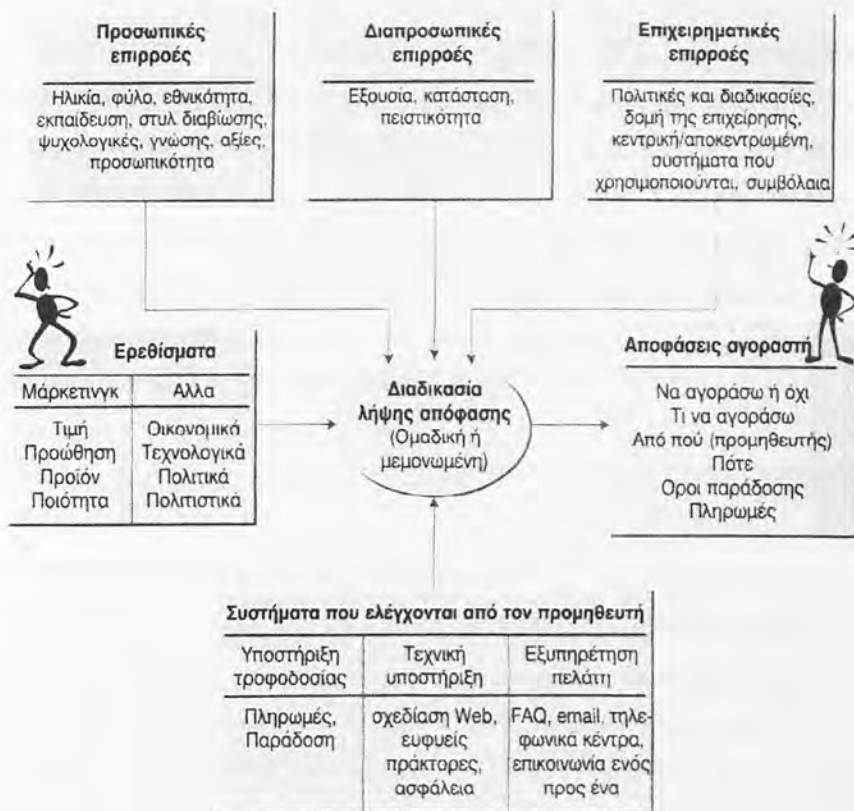 Προσωπικές
επιρροές
Ηλικία, φύλο, εθνικότητα,
εκπαίδευση, στυλ διαβίωσης,
ψυχολογικές, γνώσης, αξίες,
προσωπικότητα
Διαπροσωπικές
επιρροές
Εξουσία, κατάσταση,
πειστικότητα
Επιχειρηματικές
επιρροές
Πολιτικές και διαδικασίες,
δομή της επιχείρησης,
κεντρική/αποκεντρωμένη,
συστήματα που
χρησιμοποιούνται, συμβόλαια
Ερεθίσματα
Μάρκετινγκ
Τιμή
Προώθηση
Προϊόν
Ποιότητα
Αλλα
Οικονομικά
Τεχνολογικά
Πολιτικά
Πολιτιστικά
Διαδικασία
λήψης απόφασης
(Ομαδική ή
μεμονωμένη)
Αποφάσεις αγοραστή
Να αγοράσω ή όχι
Τι να αγοράσω
Από πού (προμηθευτής)
Πότε
Οροι παράδοσης
Πληρωμές
Συστήματα που ελέγχονται από τον προμηθευτή
Υποστήριξη
τροφοδοσίας
Πληρωμές,
Παράδοση
Τεχνική
υποστήριξη
σχεδίαση Web,
ευφυείς
πράκτορες,
ασφάλεια
Εξυπηρέτηση
πελάτη
FAQ, email, τηλε-
φωνικά κέντρα,
επικοινωνία ενός
προς ένα